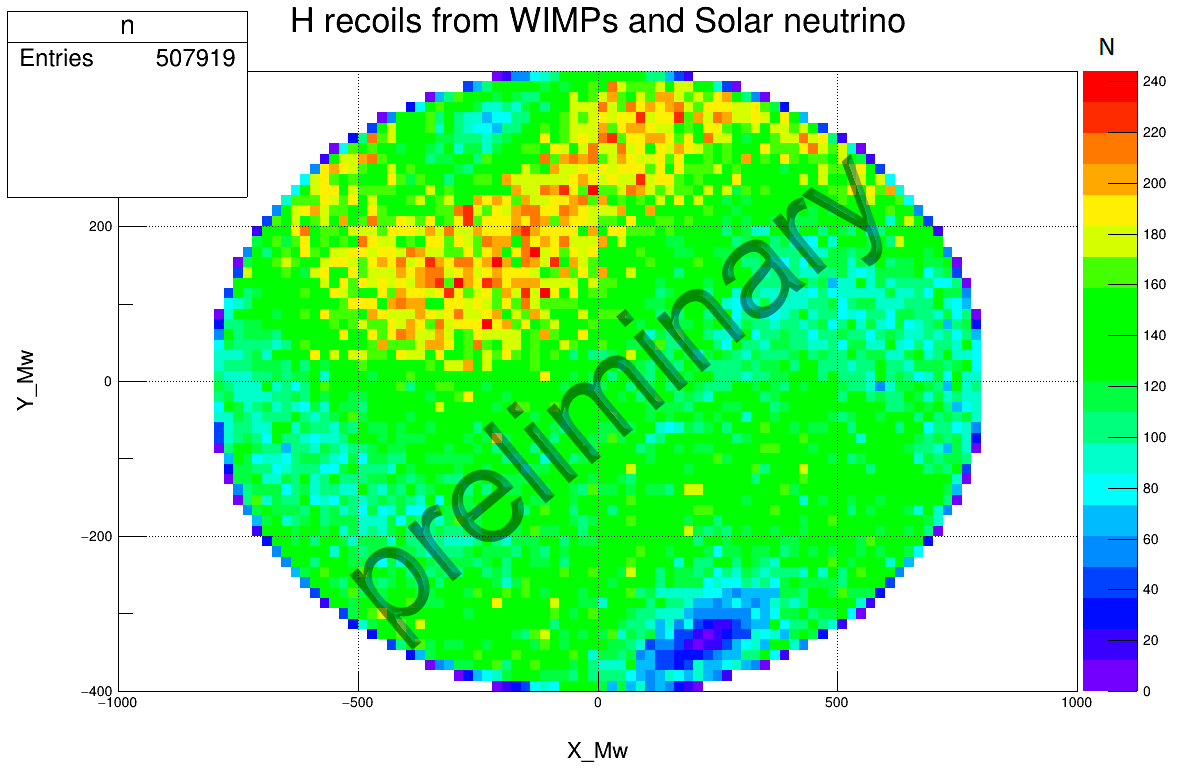 H recoils from WIMPs and Solar neutrino
n
Entries 507919
N
240
220
200
180
160
140
120
100
80
60
40
20
0
200
0
−200
−400
Y_Mw
−1000 −500 0 500 1000
X_Mw
preliminary